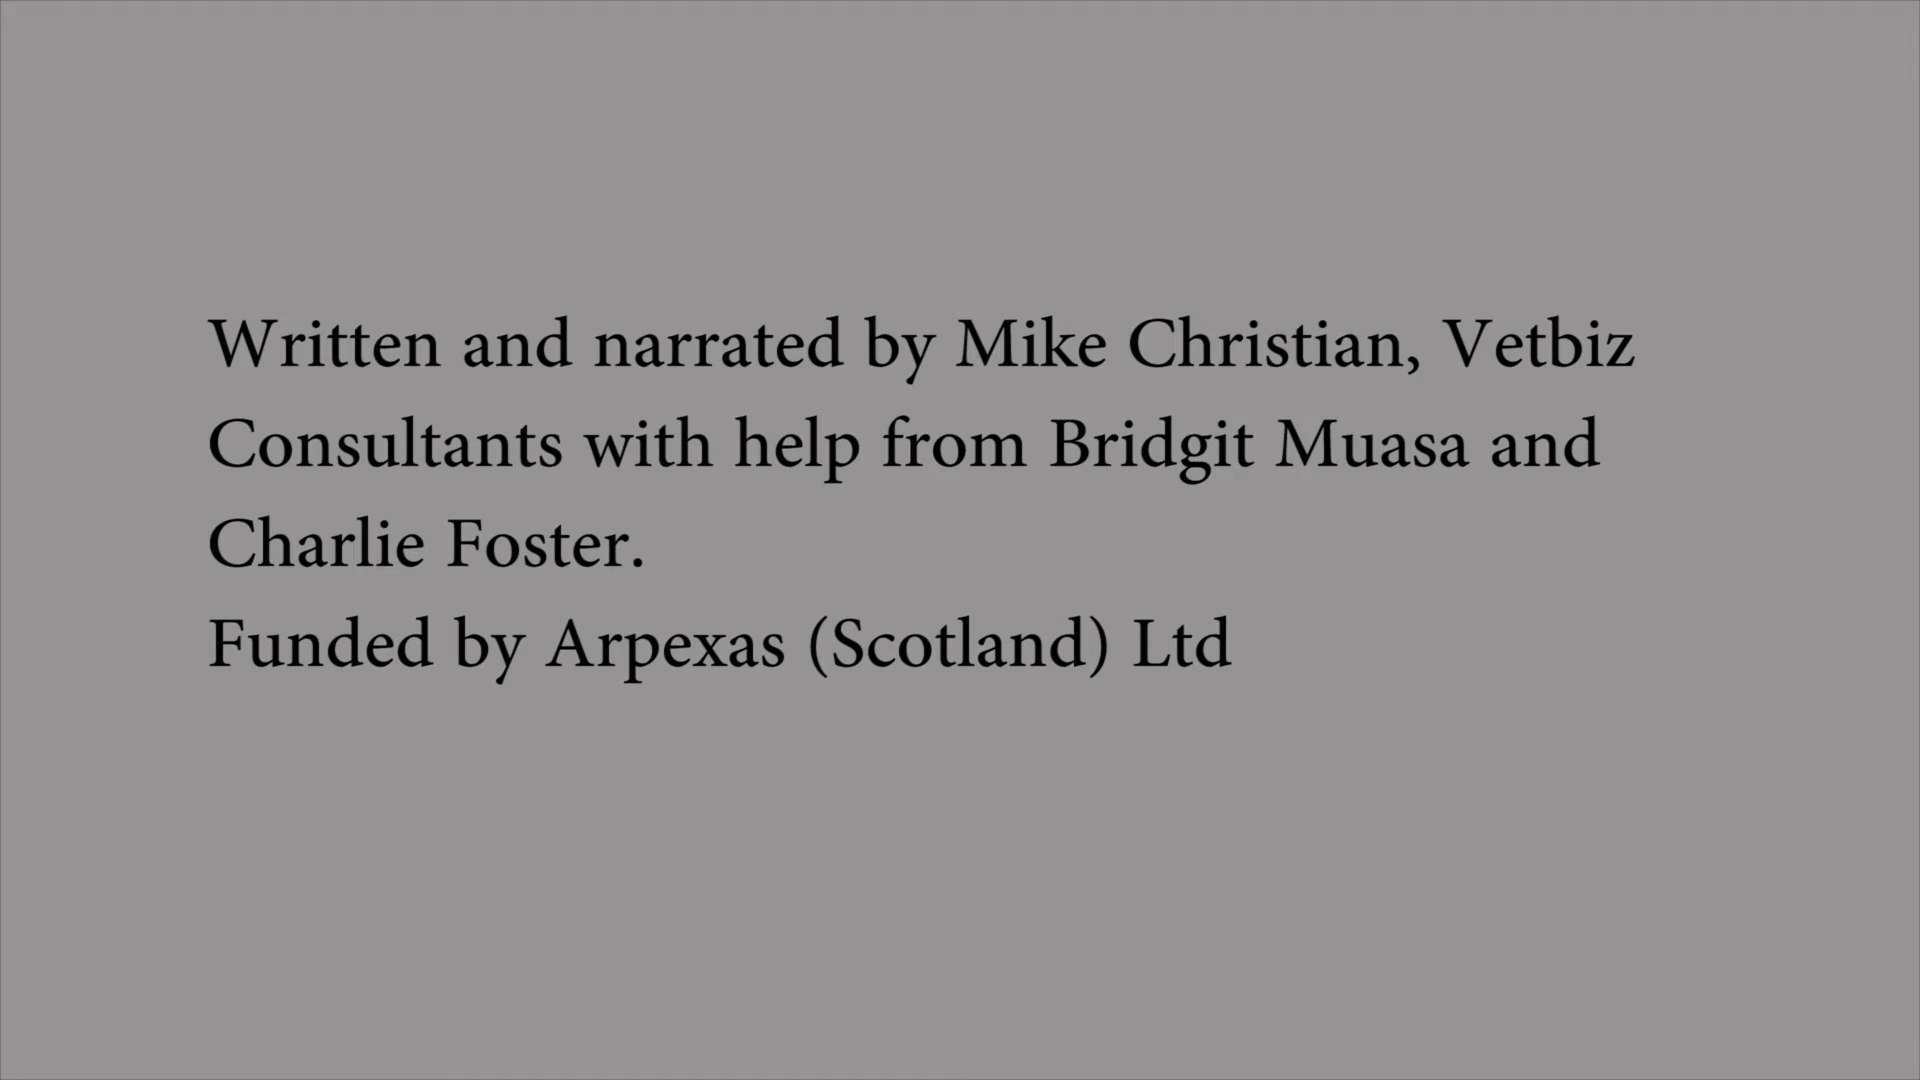 Written and narrated by Mike Christian, Vetbiz
Consultants with help from Bridgit Muasa and
Charlie Foster.
Funded by Arpexas (Scotland) Ltd